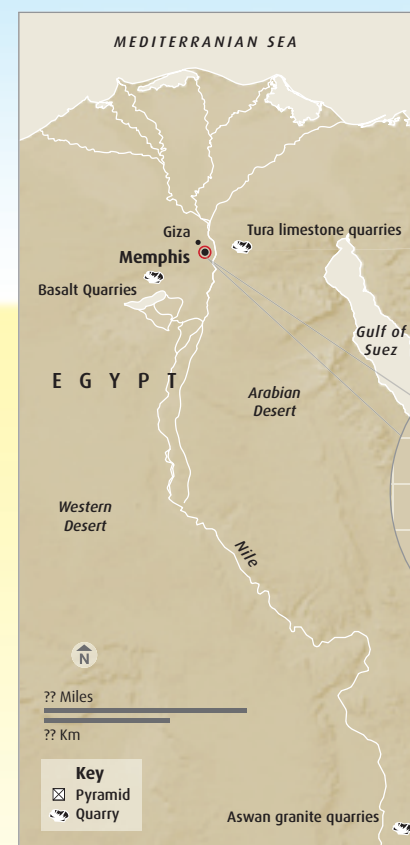 MEDITERRANIAN SEA
Giza
Tura limestone quarries
Memphis
Basalt Quarries
Gulf of
Suez
E G Y P T
Arabian
Desert
Western
Desert
Nile
N
?? Miles
?? Km
Key
Pyramid
Quarry
Aswan granite quarries